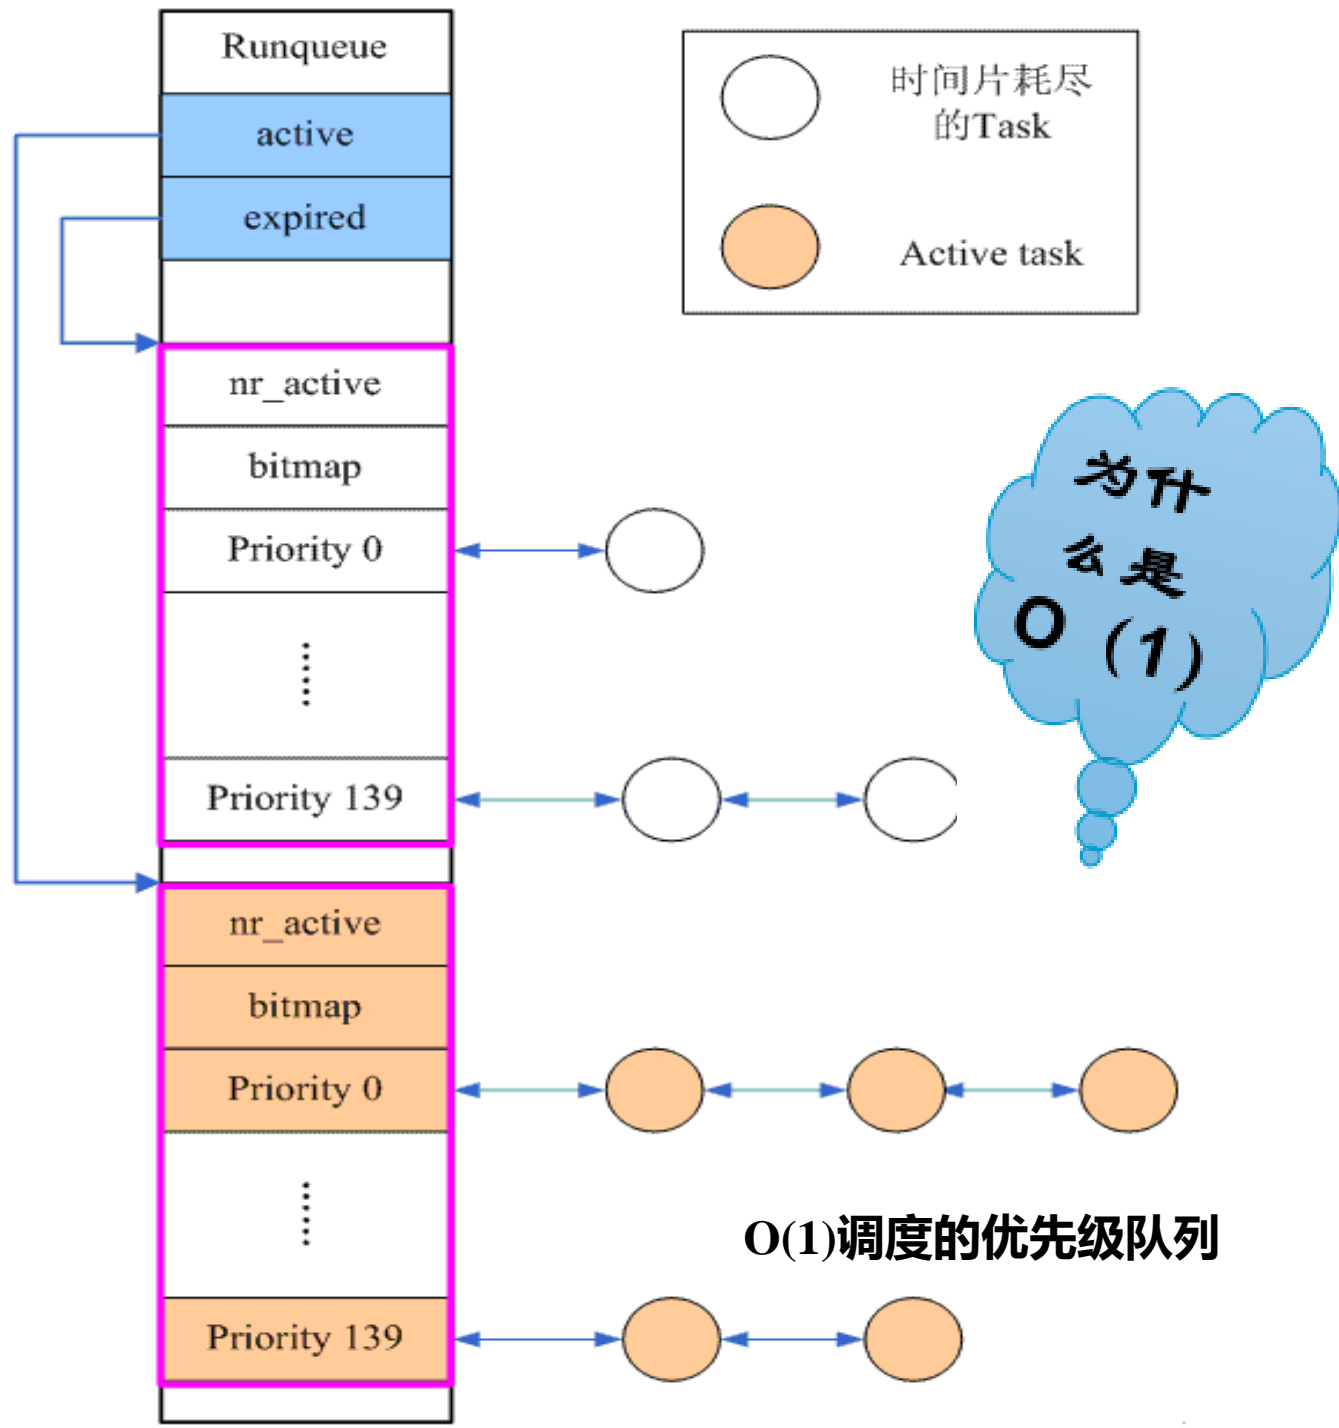 Runqueue
active
expired
时间片耗尽
的Task
Active task
nr_active
bitmap
Priority 0
......
Priority 139
为什
么是
O（1）
nr_active
bitmap
Priority 0
......
O(1)调度的优先级队列
Priority 139